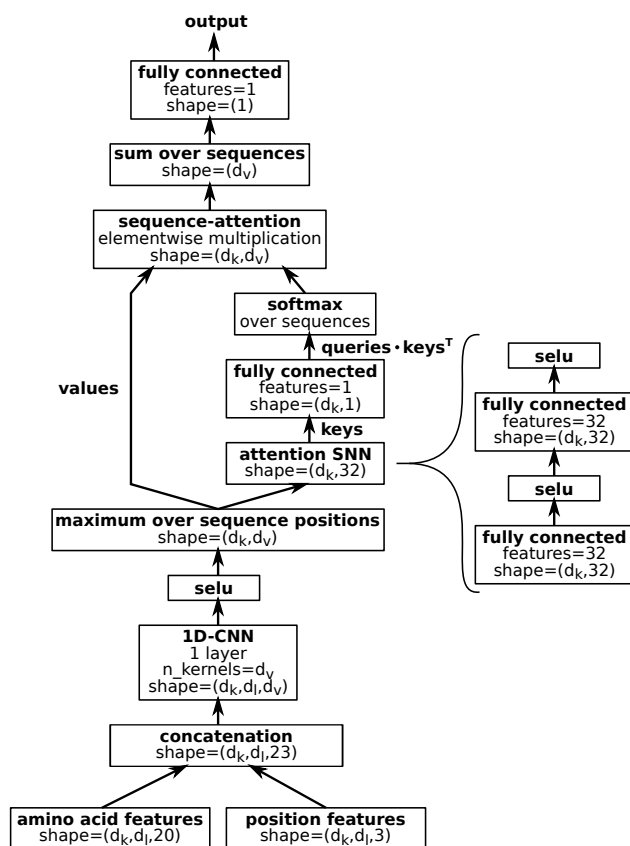 output
fully connected
features=1
shape=(1)
sum over sequences
shape=(dᵥ)
sequence-attention
elementwise multiplication
shape=(dₖ,dᵥ)
softmax
over sequences
queries·keysᵀ
values
fully connected
features=1
shape=(dₖ,1)
keys
attention SNN
shape=(dₖ,32)
selu
fully connected
features=32
shape=(dₖ,32)
selu
fully connected
features=32
shape=(dₖ,32)
maximum over sequence positions
shape=(dₖ,dᵥ)
selu
1D-CNN
1 layer
n_kernels=dᵥ
shape=(dₖ,dₗ,dᵥ)
concatenation
shape=(dₖ,dₗ,23)
amino acid features
shape=(dₖ,dₗ,20)
position features
shape=(dₖ,dₗ,3)